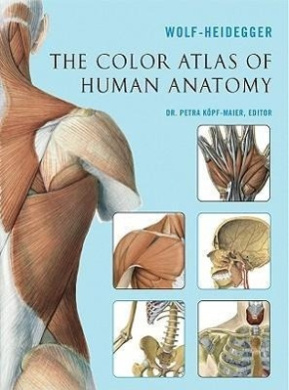 WOLF-HEIDEGGER
THE COLOR ATLAS OF
HUMAN ANATOMY
DR. PETRA KÖPF-MAIER, EDITOR